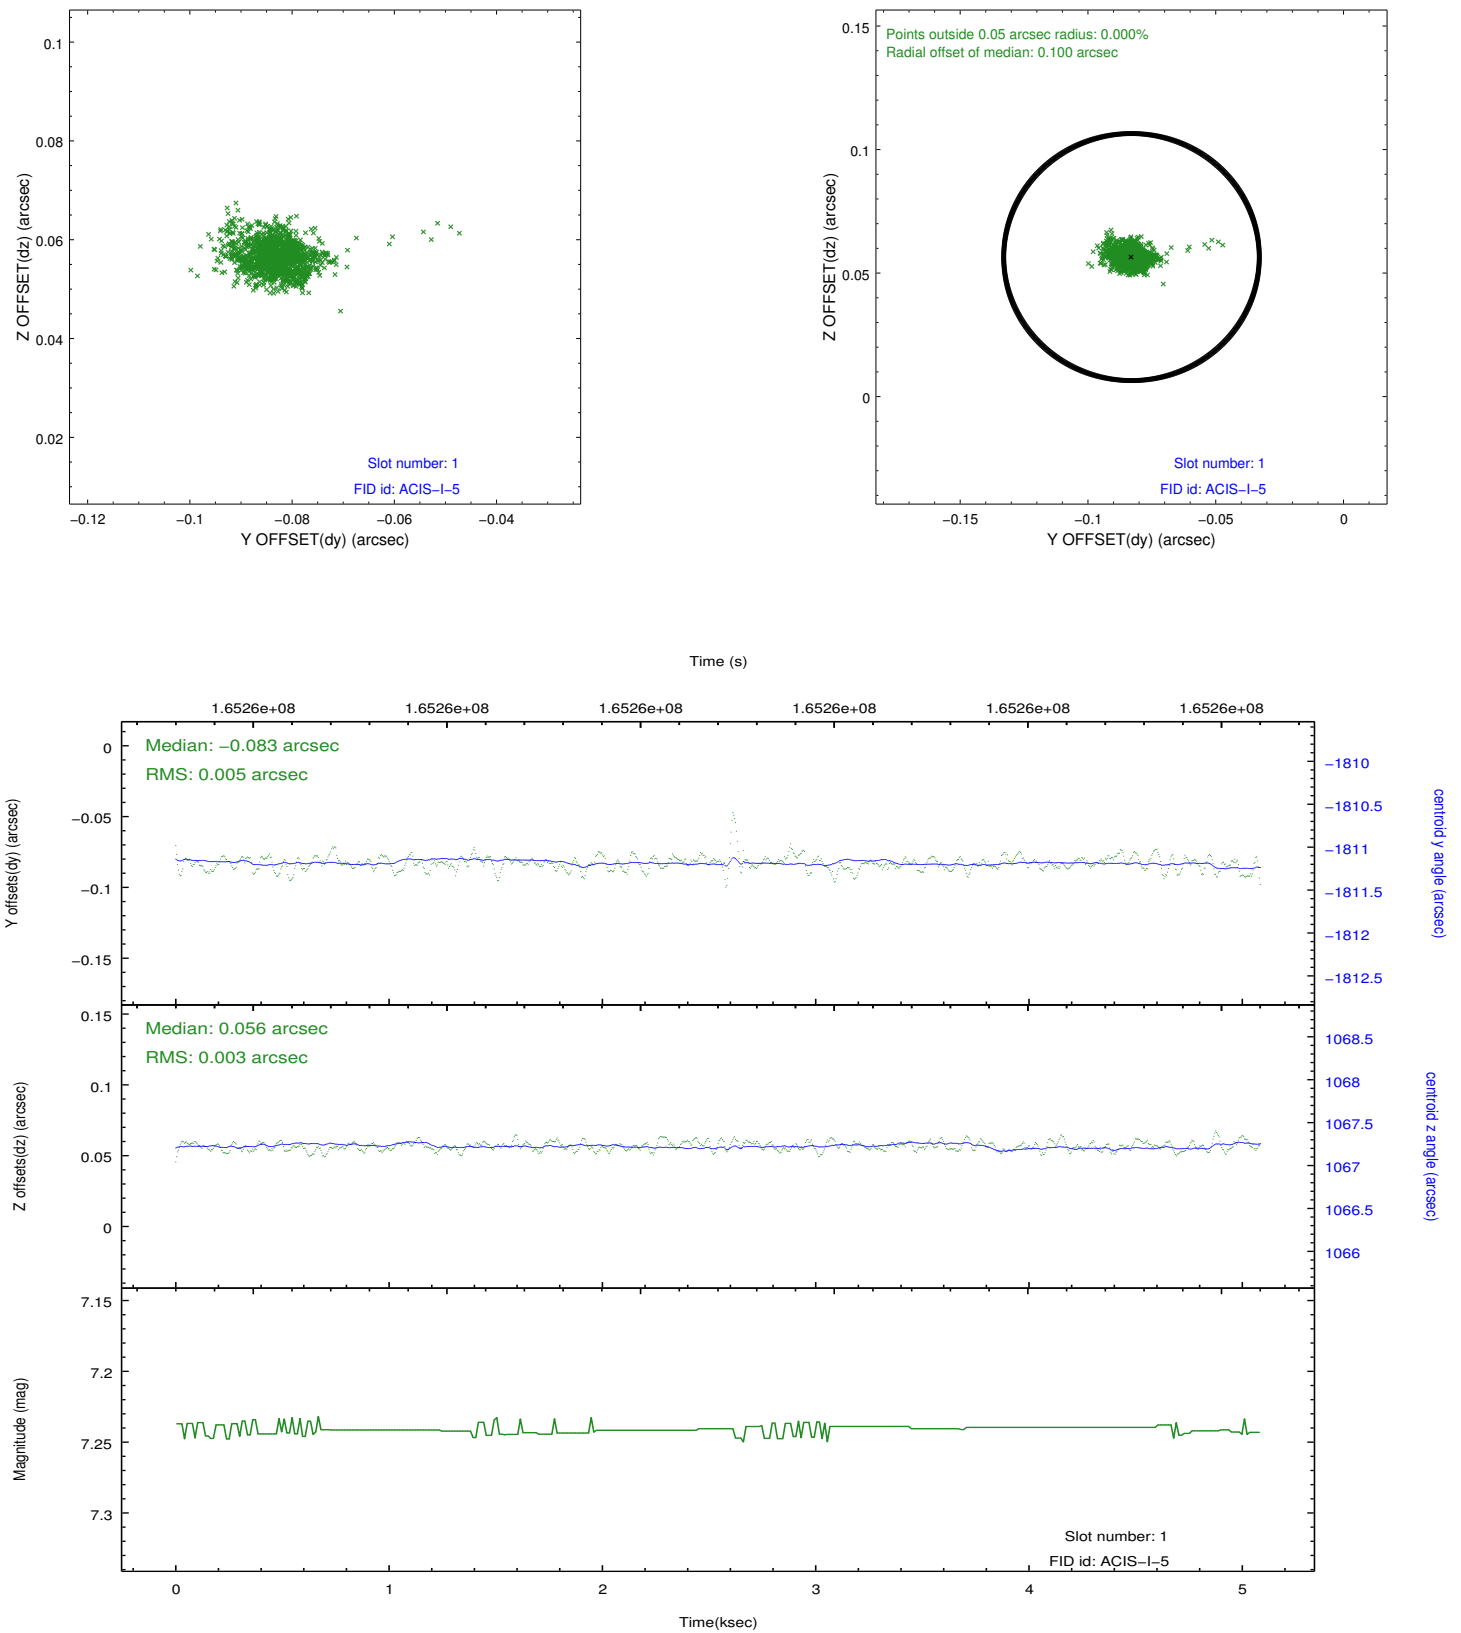 0.1
0.08
0.06
0.04
0.02
Z OFFSET(dz) (arcsec)
Slot number: 1
FID id: ACIS−I−5
−0.12 −0.1 −0.08 −0.06 −0.04
Y OFFSET(dy) (arcsec)
Points outside 0.05 arcsec radius: 0.000%
Radial offset of median: 0.100 arcsec
0.15
0.1
0.05
0
Z OFFSET(dz) (arcsec)
Slot number: 1
FID id: ACIS−I−5
−0.15 −0.1 −0.05 0
Y OFFSET(dy) (arcsec)
Time (s)
1.6526e+08 1.6526e+08 1.6526e+08 1.6526e+08 1.6526e+08 1.6526e+08
Median: −0.083 arcsec
RMS: 0.005 arcsec
0
−0.05
−0.1
−0.15
Y offsets(dy) (arcsec)
−1810
−1810.5
−1811
−1811.5
−1812
−1812.5
centroid y angle (arcsec)
Median: 0.056 arcsec
RMS: 0.003 arcsec
0.15
0.1
0.05
0
Z offsets(dz) (arcsec)
1068.5
1068
1067.5
1067
1066.5
1066
centroid z angle (arcsec)
7.15
7.2
7.25
7.3
Magnitude (mag)
Slot number: 1
FID id: ACIS−I−5
0 1 2 3 4 5
Time(ksec)